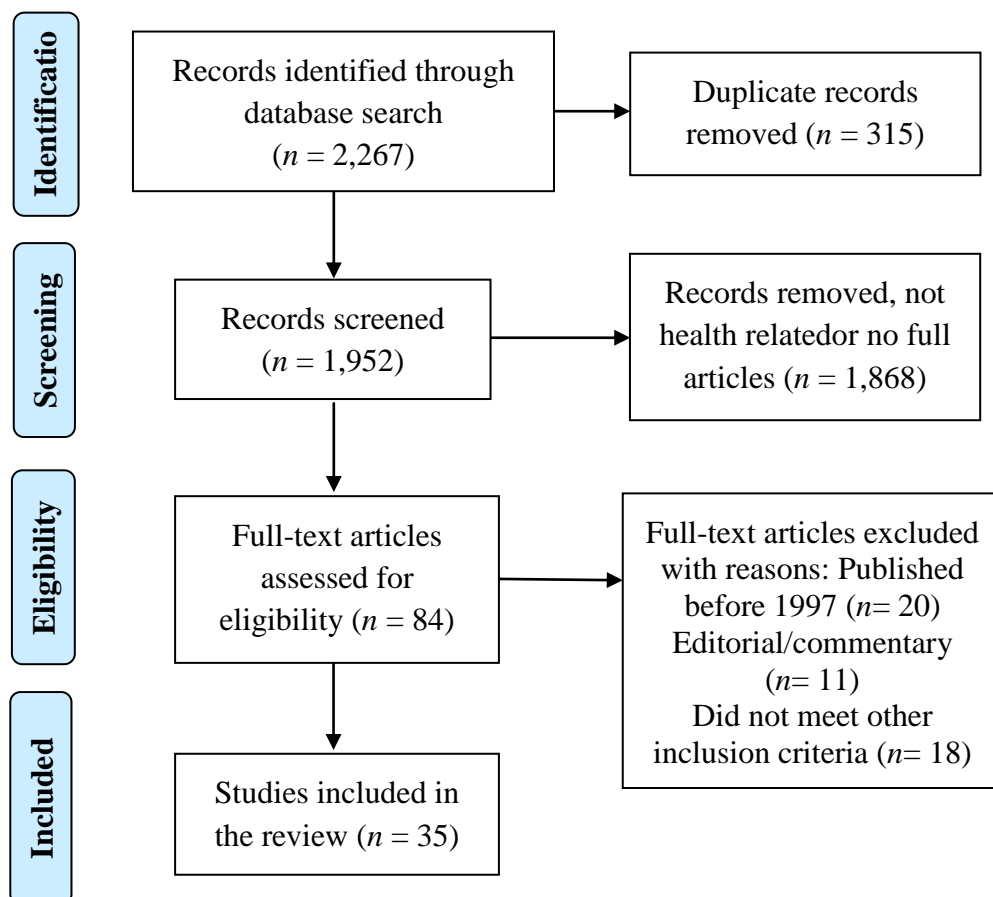 Identificatio
Records identified through
database search
(n = 2,267)
Duplicate records
removed (n = 315)
Screening
Records screened
(n = 1,952)
Records removed, not
health relatedor no full
articles (n = 1,868)
Eligibility
Full-text articles
assessed for
eligibility (n = 84)
Full-text articles excluded
with reasons: Published
before 1997 (n= 20)
Editorial/commentary
(n= 11)
Did not meet other
inclusion criteria (n= 18)
Included
Studies included in
the review (n = 35)